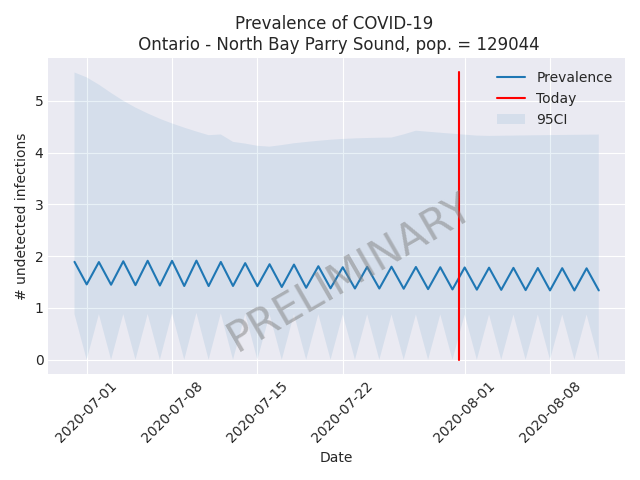 Prevalence of COVID-19
Ontario - North Bay Parry Sound, pop. = 129044
Prevalence
Today
95CI
# undetected infections
5
4
3
2
1
0
PRELIMINARY
2020-07-01
2020-07-08
2020-07-15
2020-07-22
2020-08-01
2020-08-08
Date